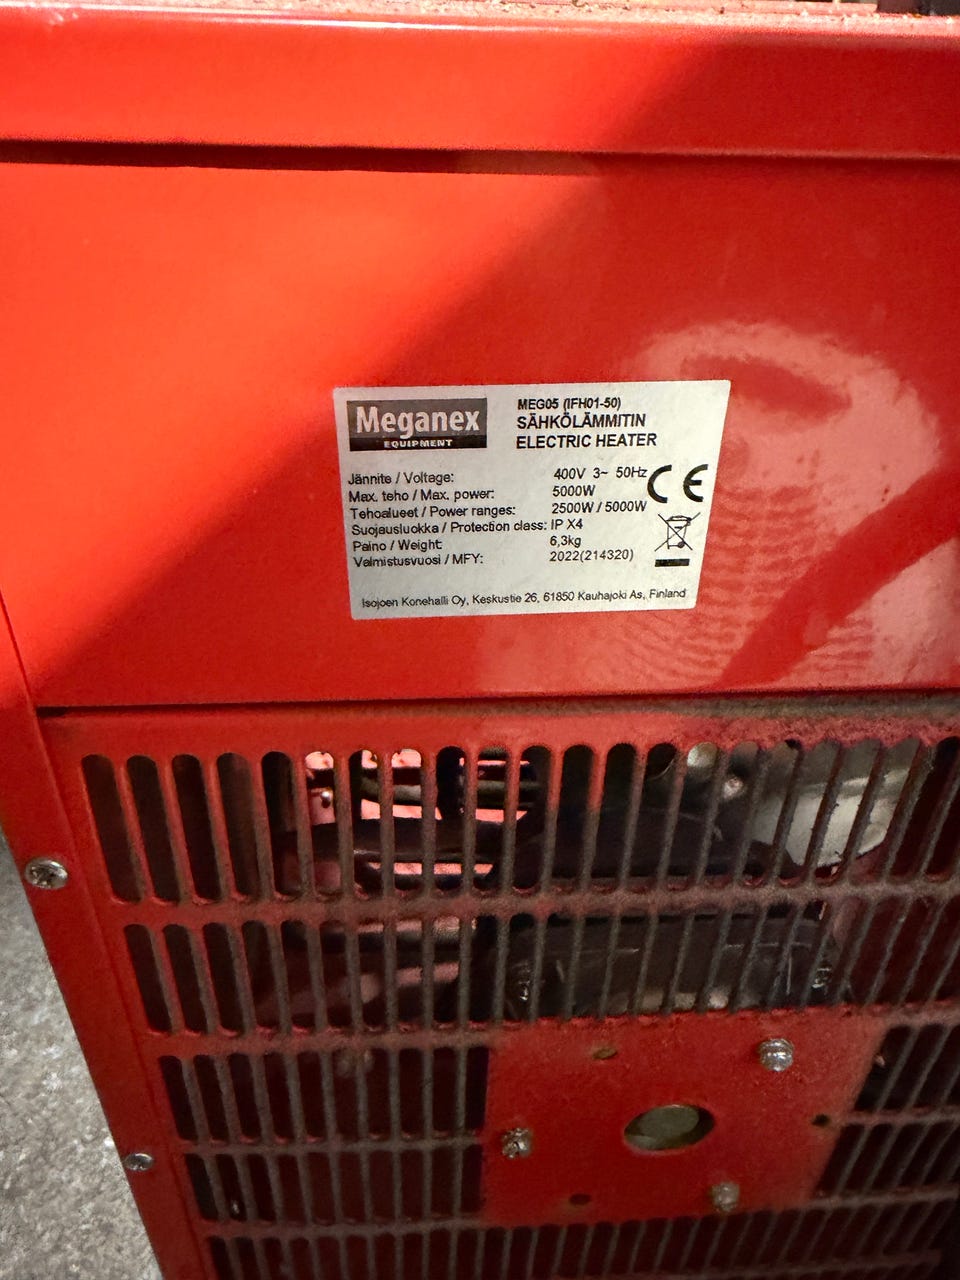 Meganex
EQUIPMENT
MEG05 (IFH01-50)
SÄHKÖLÄMMITIN
ELECTRIC HEATER
Jännite / Voltage: 400V 3~ 50Hz
Max. teho / Max. power: 5000W
Tehoalueet / Power ranges: 2500W / 5000W
Suojausluokka / Protection class: IP X4
Paino / Weight: 6,3kg
Valmistusvuosi / MFY: 2022(214320)
CE
Isojoen Konehalli Oy, Keskustie 26, 61850 Kauhajoki As, Finland